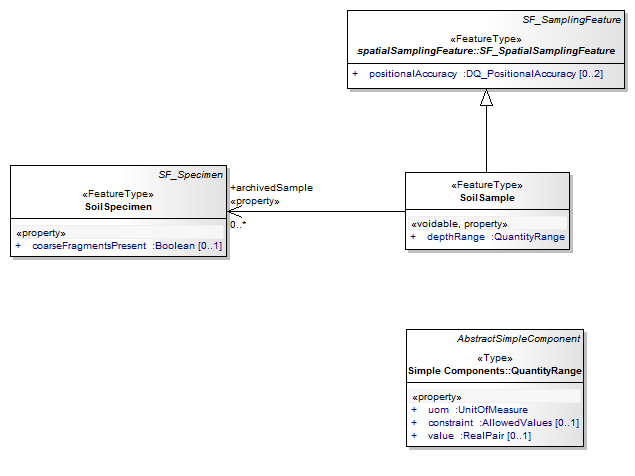 SF_SamplingFeature
«FeatureType»
spatialSamplingFeature::SF_SpatialSamplingFeature
+ positionalAccuracy :DQ_PositionalAccuracy [0..2]
SF_Specimen
«FeatureType»
SoilSpecimen
«property»
+ coarseFragmentsPresent :Boolean [0..1]
+archivedSample
«property»
0..*
«FeatureType»
SoilSample
«voidable, property»
+ depthRange :QuantityRange
AbstractSimpleComponent
«Type»
Simple Components::QuantityRange
«property»
+ uom :UnitOfMeasure
+ constraint :AllowedValues [0..1]
+ value :RealPair [0..1]